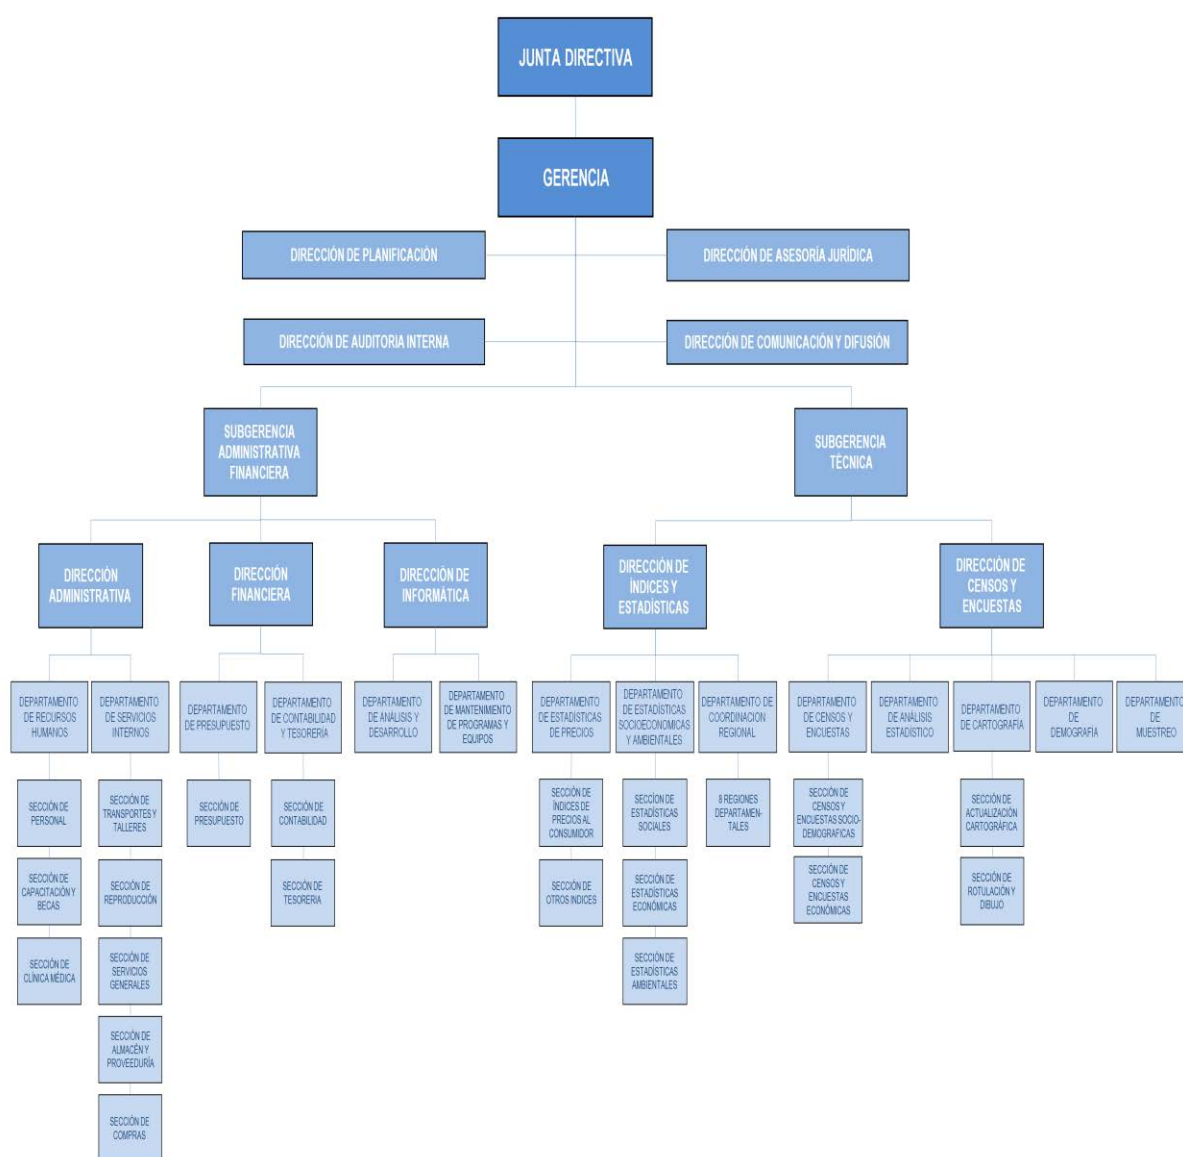 JUNTA DIRECTIVA
GERENCIA
DIRECCIÓN DE PLANIFICACIÓN
DIRECCIÓN DE ASESORÍA JURÍDICA
DIRECCIÓN DE AUDITORIA INTERNA
DIRECCIÓN DE COMUNICACIÓN Y DIFUSIÓN
SUBGERENCIA
ADMINISTRATIVA
FINANCIERA
SUBGERENCIA
TÉCNICA
DIRECCIÓN
ADMINISTRATIVA
DIRECCIÓN
FINANCIERA
DIRECCIÓN DE
INFORMÁTICA
DIRECCIÓN DE
ÍNDICES Y
ESTADÍSTICAS
DIRECCIÓN DE
CENSOS Y
ENCUESTAS
DEPARTAMENTO
DE RECURSOS
HUMANOS
DEPARTAMENTO
DE SERVICIOS
INTERNOS
DEPARTAMENTO
DE PRESUPUESTO
DEPARTAMENTO
DE CONTABILIDAD
Y TESORERIA
DEPARTAMENTO
DE ANÁLISIS Y
DESARROLLO
DEPARTAMENTO
DE MANTENIMIENTO
DE PROGRAMAS Y
EQUIPOS
DEPARTAMENTO
DE ESTADÍSTICAS
DE PRECIOS
DEPARTAMENTO
DE ESTADÍSTICAS
SOCIOECONOMICAS
Y AMBIENTALES
DEPARTAMENTO DE
COORDINACION
REGIONAL
DEPARTAMENTO
DE CENSOS Y
ENCUESTAS
DEPARTAMENTO
DE ANÁLISIS
ESTADÍSTICO
DEPARTAMENTO
DE CARTOGRAFÍA
DEPARTAMENTO
DE
DEMOGRAFÍA
DEPARTAMENTO
DE
MUESTREO
SECCIÓN DE
PERSONAL
SECCIÓN DE
TRANSPORTES Y
TALLERES
SECCIÓN DE
PRESUPUESTO
SECCIÓN DE
CONTABILIDAD
SECCIÓN DE
ÍNDICES DE
PRECIOS AL
CONSUMIDOR
SECCÍON DE
ESTADÍSTICAS
SOCIALES
8 REGIONES
DEPARTAMEN-
TALES
SECCIÓN DE
CENSOS Y
ENCUESTAS SOCIO-
DEMOGRAFICAS
SECCIÓN DE
ACTUALIZACIÓN
CARTOGRÁFICA
SECCIÓN DE
CAPACITACIÓN Y
BECAS
SECCIÓN DE
REPRODUCCIÓN
SECCIÓN DE
TESORERIA
SECCIÓN DE
OTROS INDICES
SECCIÓN DE
ESTADÍSTICAS
ECONÓMICAS
SECCIÓN DE
CENSOS Y
ENCUESTAS
ECONÓMICAS
SECCIÓN DE
ROTULACIÓN Y
DIBUJO
SECCIÓN DE
CLÍNICA MÉDICA
SECCIÓN DE
SERVICIOS
GENERALES
SECCIÓN DE
ESTADÍSTICAS
AMBIENTALES
SECCIÓN DE
ALMACÉN Y
PROVEEDURÍA
SECCIÓN DE
COMPRAS